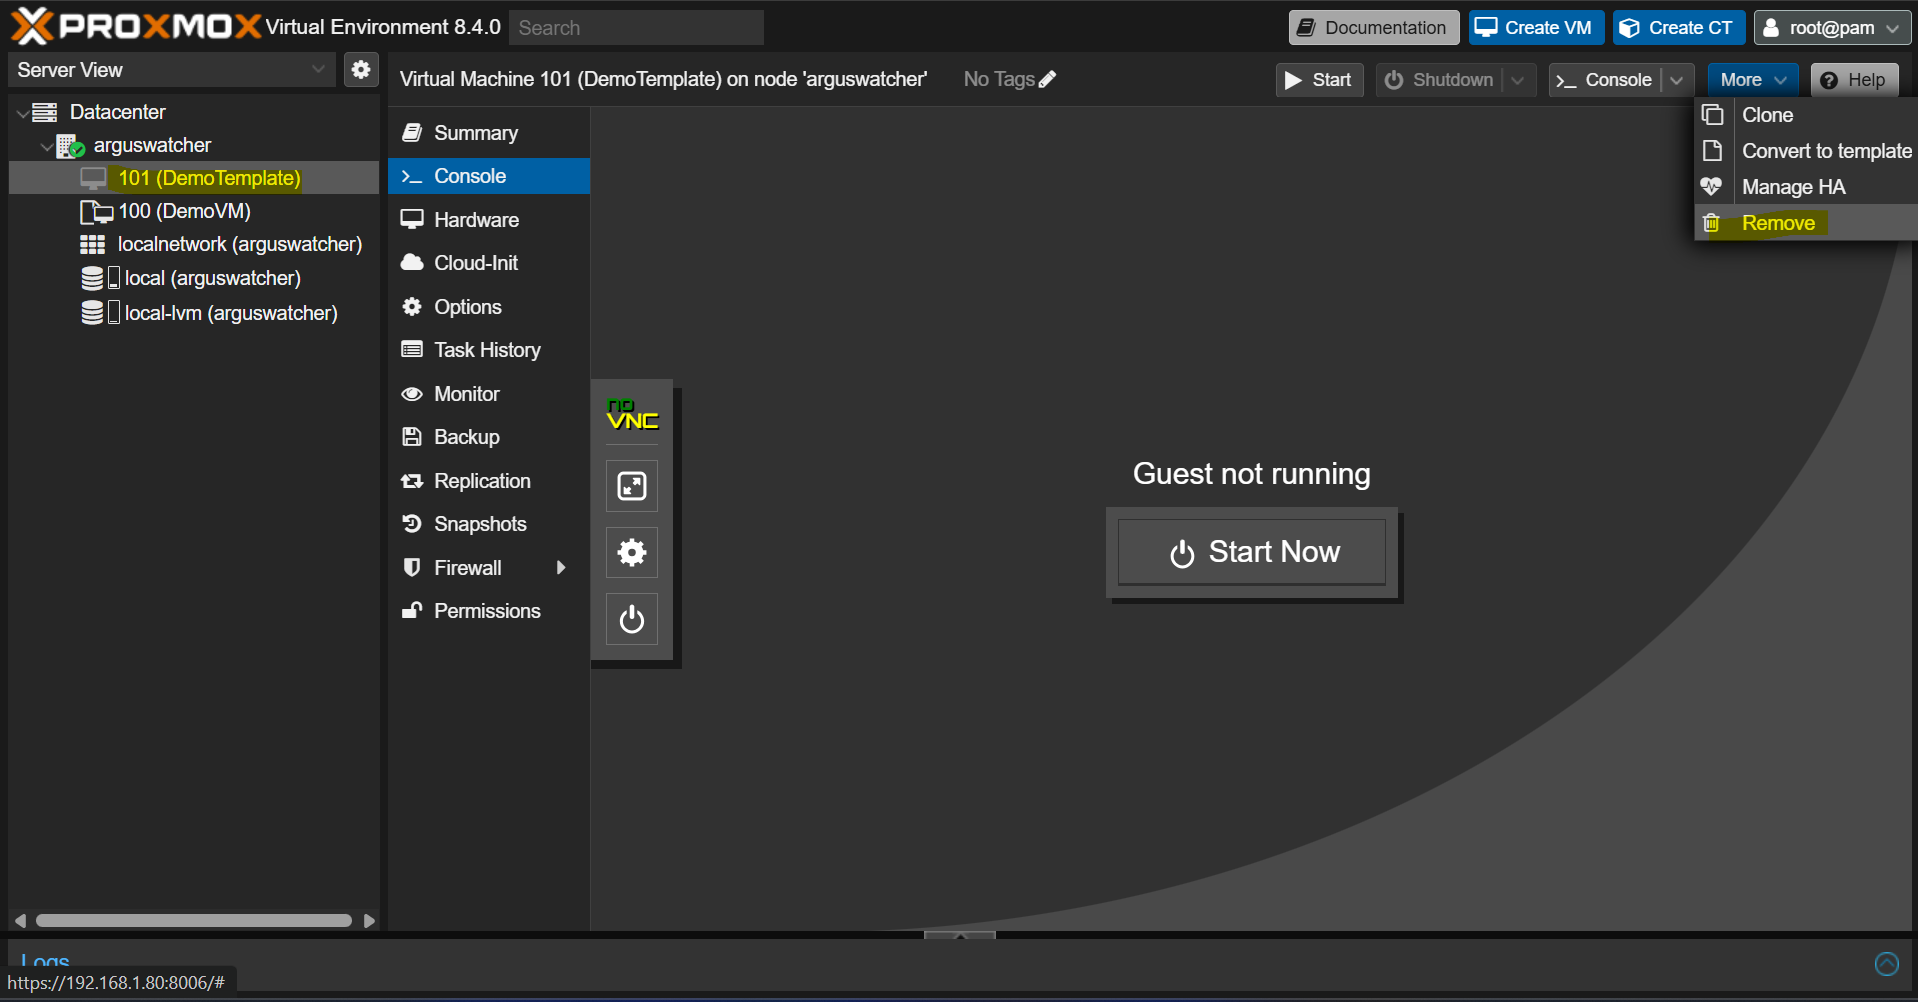 PROXMOX Virtual Environment 8.4.0 Search Documentation Create VM Create CT root@pam
Server View
Virtual Machine 101 (DemoTemplate) on node 'arguswatcher' No Tags Start Shutdown Console More Help
Datacenter
arguswatcher
101 (DemoTemplate)
100 (DemoVM)
localnetwork (arguswatcher)
local (arguswatcher)
local-lvm (arguswatcher)
Summary
Console
Hardware
Cloud-Init
Options
Task History
Monitor
Backup
Replication
Snapshots
Firewall
Permissions
Clone
Convert to template
Manage HA
Remove
no
VNC
Guest not running
Start Now
Logs
https://192.168.1.80:8006/#